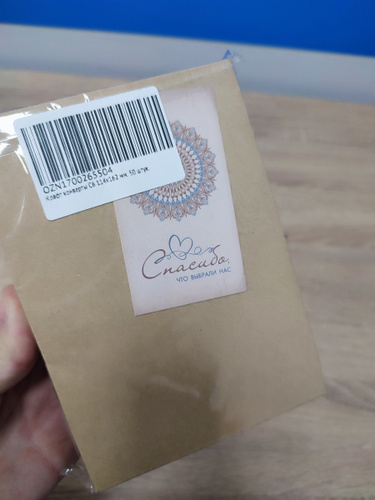 OZN1700265504
Крафт конверты С6 114х162 мм, 50 штук
Спасибо,
ЧТО ВЫБРАЛИ НАС